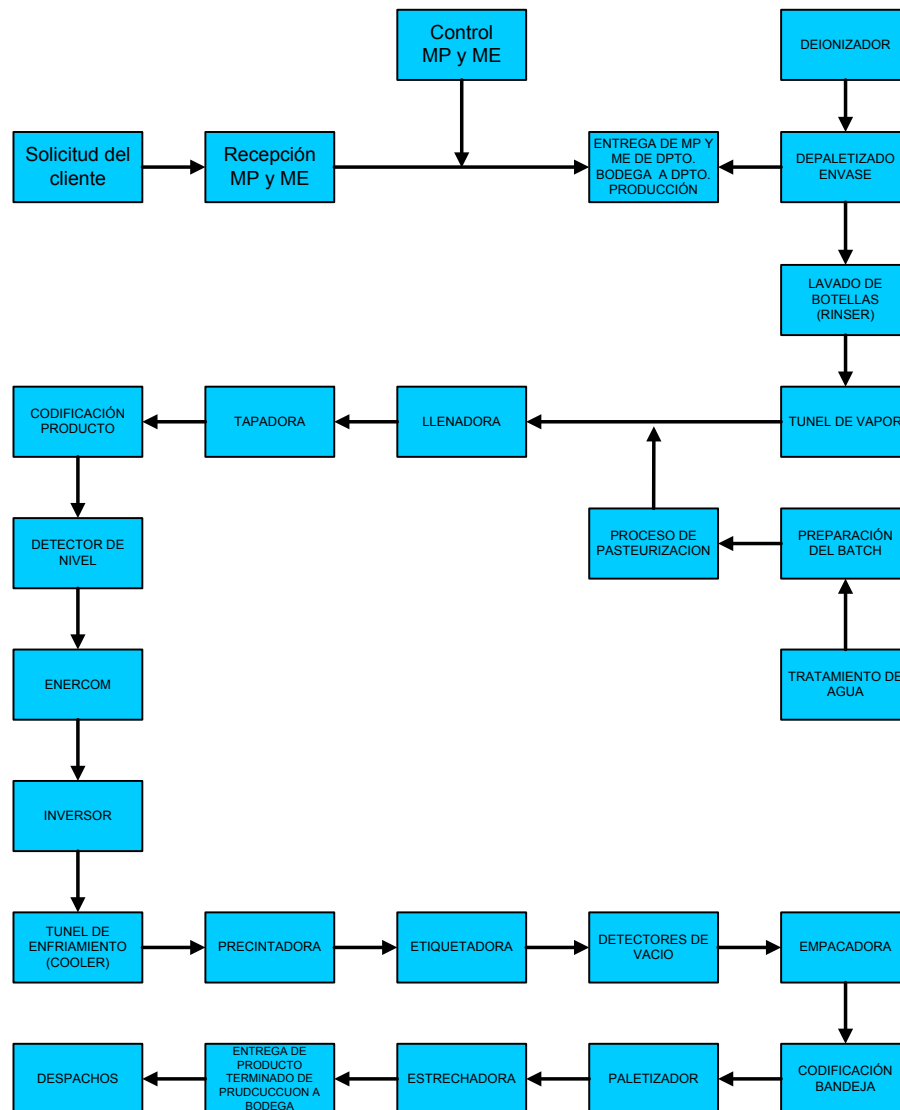 Control
MP y ME
DEIONIZADOR
Solicitud del
cliente
Recepción
MP y ME
ENTREGA DE MP Y
ME DE DPTO.
BODEGA A DPTO.
PRODUCCIÓN
DEPALETIZADO
ENVASE
LAVADO DE
BOTELLAS
(RINSER)
CODIFICACIÓN
PRODUCTO
TAPADORA
LLENADORA
TUNEL DE VAPOR
DETECTOR DE
NIVEL
PROCESO DE
PASTEURIZACION
PREPARACIÓN
DEL BATCH
ENERCOM
TRATAMIENTO DE
AGUA
INVERSOR
TUNEL DE
ENFRIAMIENTO
(COOLER)
PRECINTADORA
ETIQUETADORA
DETECTORES DE
VACIO
EMPACADORA
DESPACHOS
ENTREGA DE
PRODUCTO
TERMINADO DE
PRUDCUCCUON A
BODEGA
ESTRECHADORA
PALETIZADOR
CODIFICACIÓN
BANDEJA